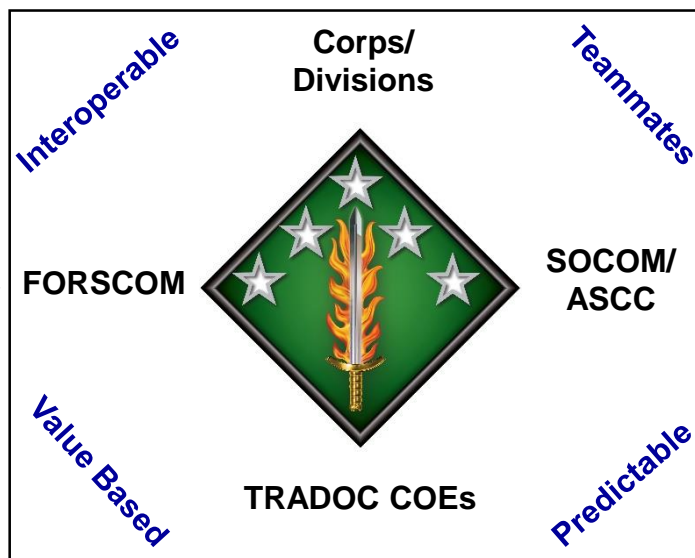 Interoperable
Corps/
Divisions
Teammates
FORSCOM
SOCOM/
ASCC
Value Based
TRADOC COEs
Predictable